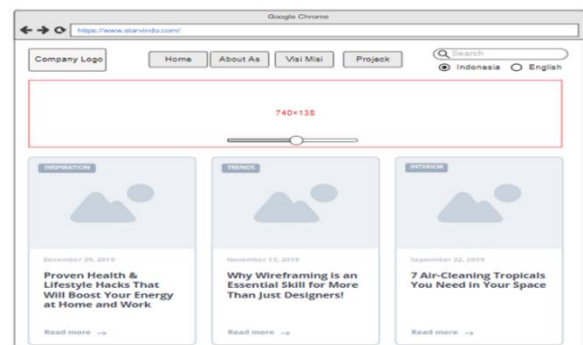 Google Chrome
https://www.starvindo.com/
Company Logo
Home
About As
Visi Misi
Projeck
Search
Indonesia
English
740×138
INSPIRATION
TRENDS
INTERIOR
December 29, 2019
Proven Health &
Lifestyle Hacks That
Will Boost Your Energy
at Home and Work
Read more →
November 15, 2019
Why Wireframing is an
Essential Skill for More
Than Just Designers!
Read more →
September 22, 2019
7 Air-Cleaning Tropicals
You Need in Your Space
Read more →